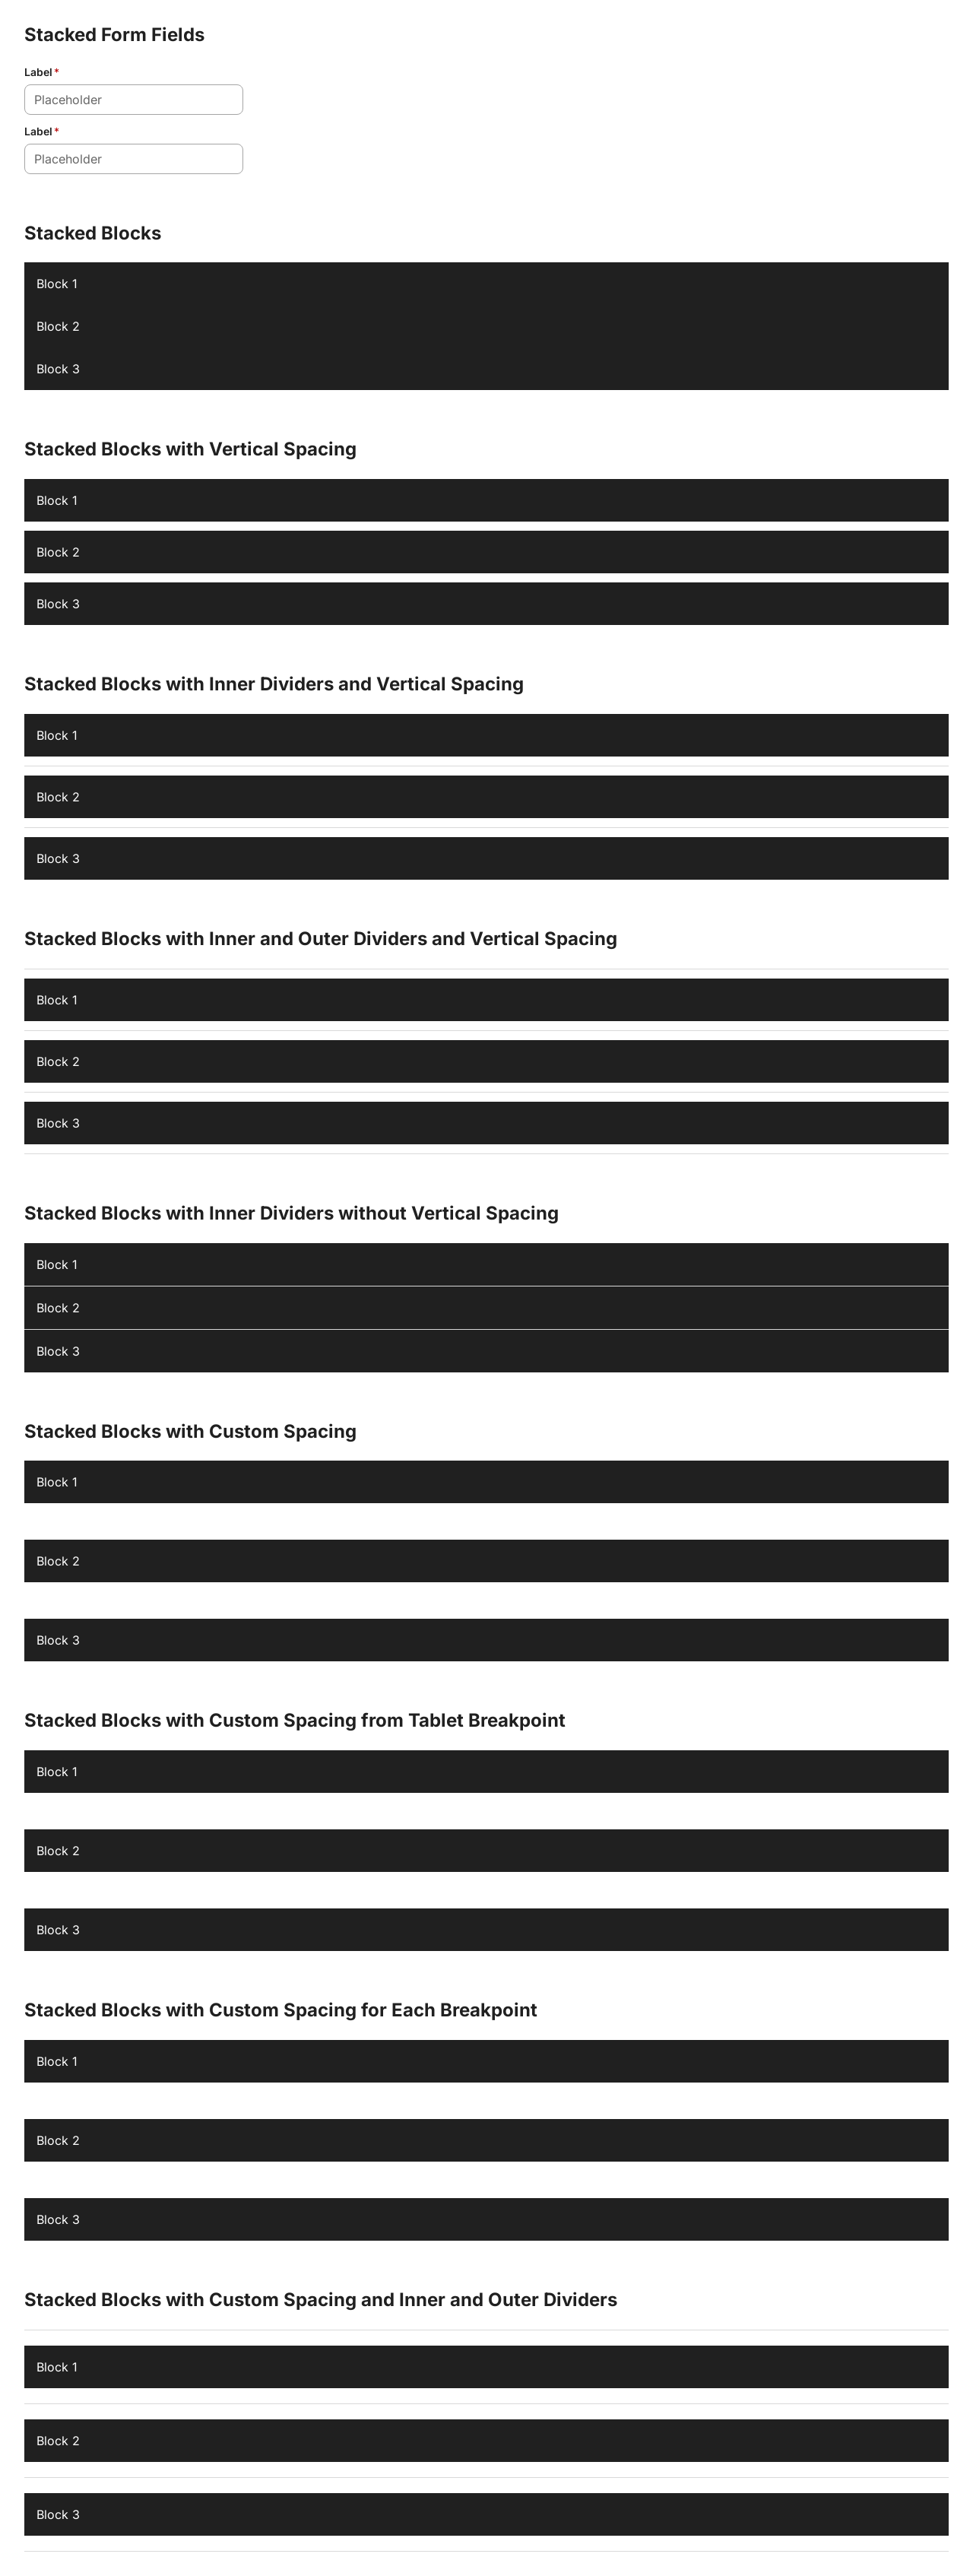 Stacked Form Fields
Label *
Placeholder
Label *
Placeholder
Stacked Blocks
Block 1
Block 2
Block 3
Stacked Blocks with Vertical Spacing
Block 1
Block 2
Block 3
Stacked Blocks with Inner Dividers and Vertical Spacing
Block 1
Block 2
Block 3
Stacked Blocks with Inner and Outer Dividers and Vertical Spacing
Block 1
Block 2
Block 3
Stacked Blocks with Inner Dividers without Vertical Spacing
Block 1
Block 2
Block 3
Stacked Blocks with Custom Spacing
Block 1
Block 2
Block 3
Stacked Blocks with Custom Spacing from Tablet Breakpoint
Block 1
Block 2
Block 3
Stacked Blocks with Custom Spacing for Each Breakpoint
Block 1
Block 2
Block 3
Stacked Blocks with Custom Spacing and Inner and Outer Dividers
Block 1
Block 2
Block 3